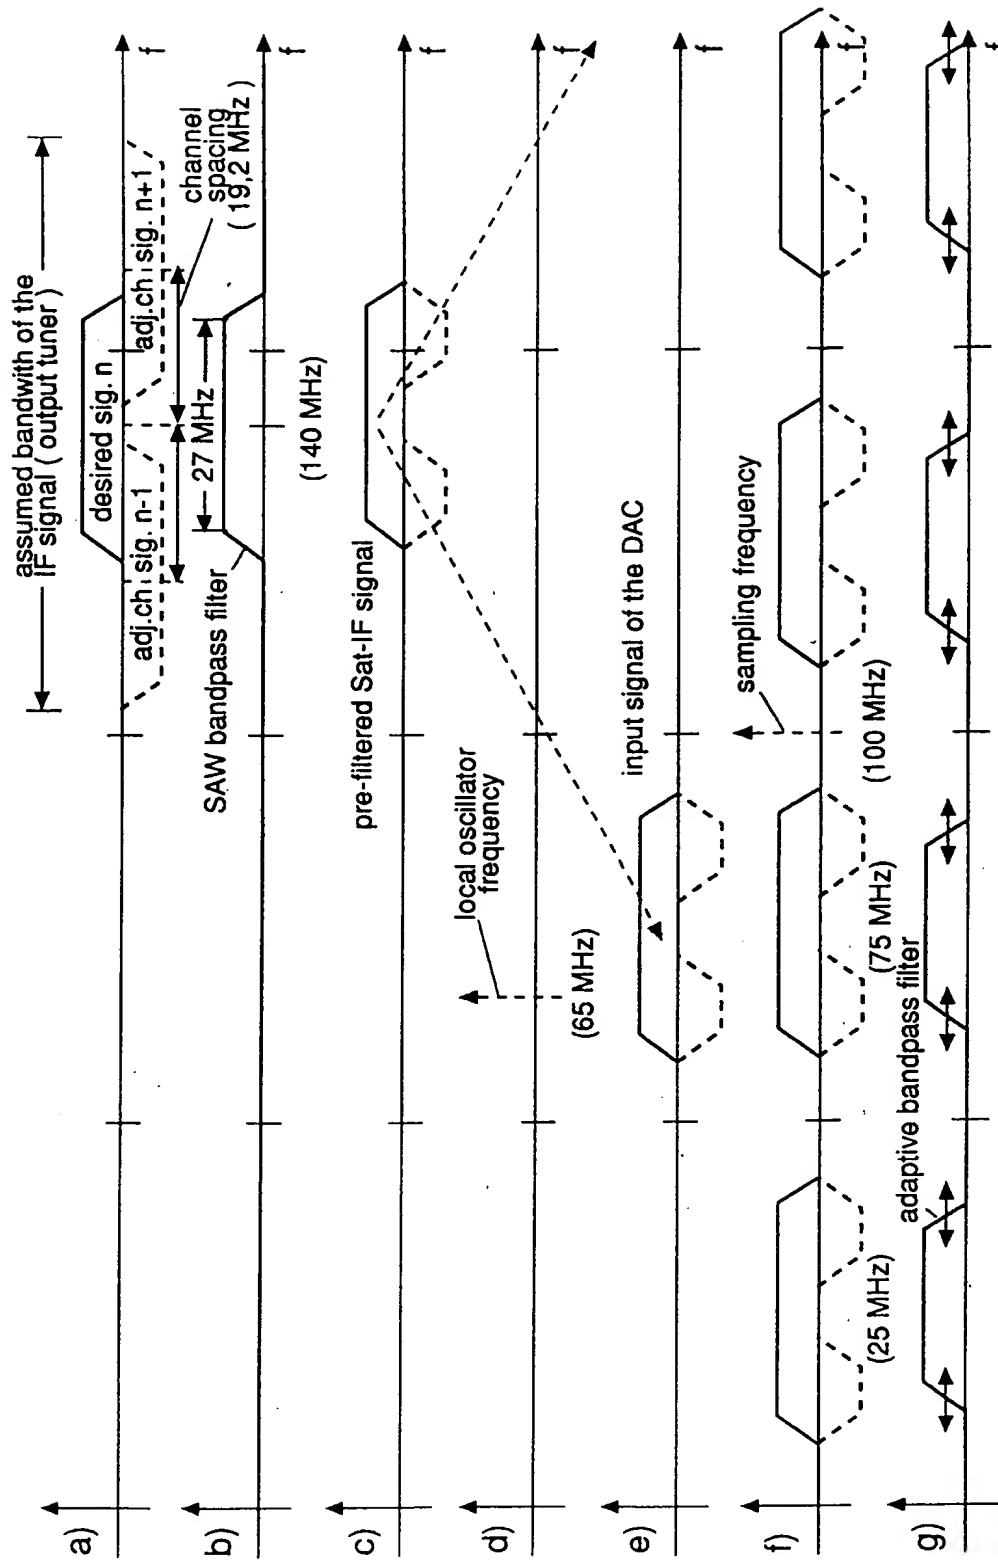 a)
assumed bandwith of the
IF signal ( output tuner )
desired sig. n
adj.ch
sig. n-1
adj.ch
sig. n+1
channel
spacing
( 19,2 MHz )
f
b)
SAW bandpass filter
27 MHz
(140 MHz)
f
c)
pre-filtered Sat-IF signal
f
d)
local oscillator
frequency
(65 MHz)
f
e)
input signal of the DAC
f
f)
sampling frequency
(25 MHz)
(75 MHz)
(100 MHz)
f
g)
adaptive bandpass filter
f